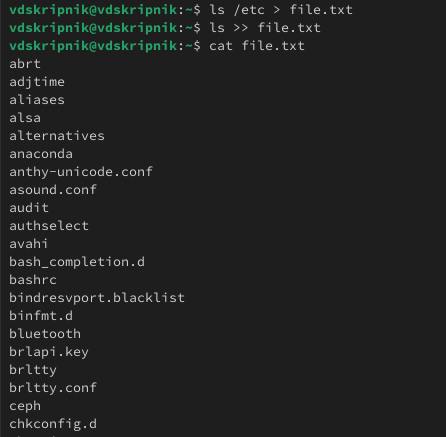 vdskripnik@vdskripnik:~$ ls /etc > file.txt
vdskripnik@vdskripnik:~$ ls >> file.txt
vdskripnik@vdskripnik:~$ cat file.txt
abrt
adjtime
aliases
alsa
alternatives
anaconda
anthy-unicode.conf
asound.conf
audit
authselect
avahi
bash_completion.d
bashrc
bindresvport.blacklist
binfmt.d
bluetooth
brlapi.key
brltty
brltty.conf
ceph
chkconfig.d